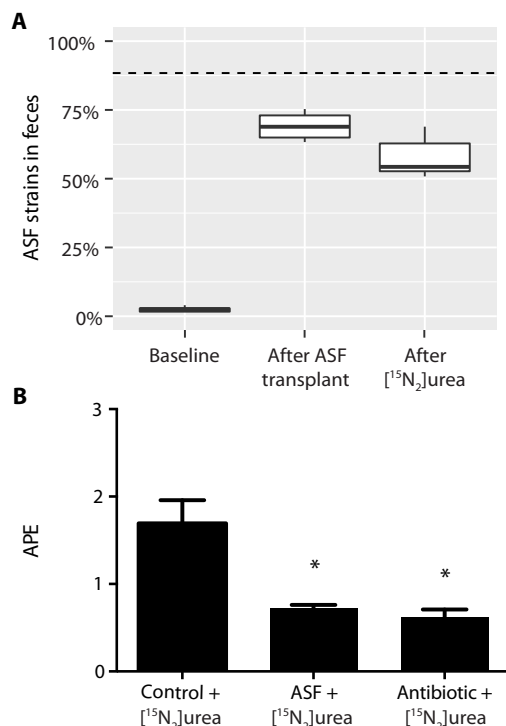 A
100%
75%
50%
25%
0%
ASF strains in feces
Baseline
After ASF
transplant
After
[¹⁵N₂]urea
B
3
2
1
0
APE
*
*
Control +
[¹⁵N₂]urea
ASF +
[¹⁵N₂]urea
Antibiotic +
[¹⁵N₂]urea